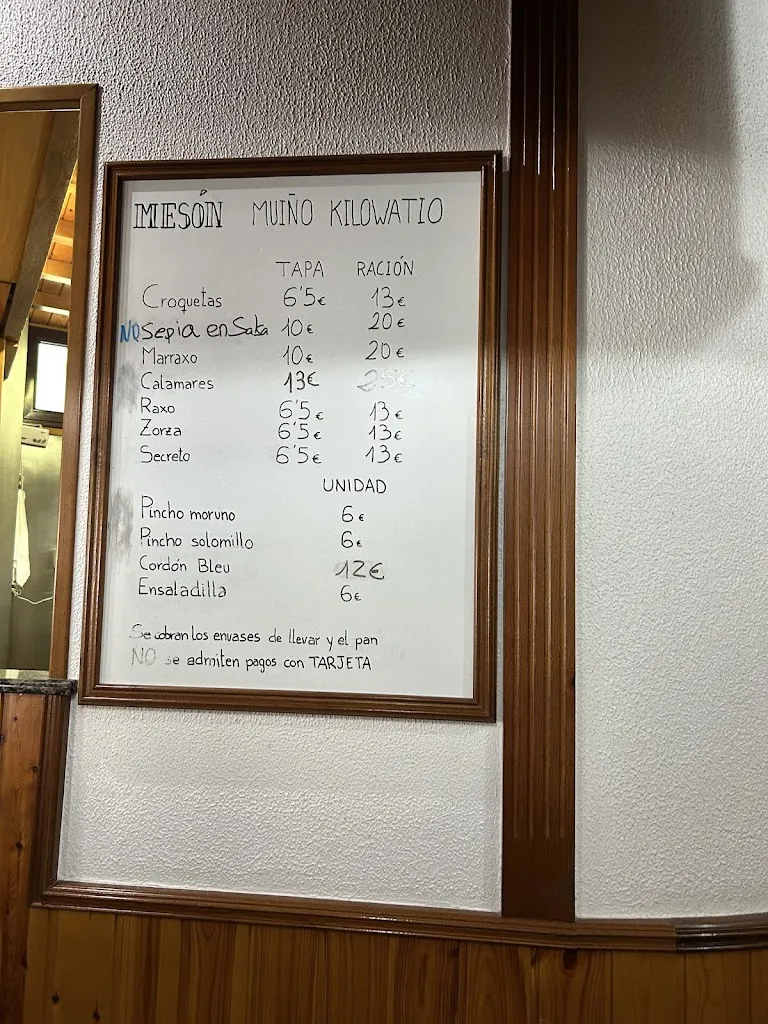 MESÓN MUIÑO KILOWATIO
TAPA RACIÓN
Croquetas 6'5€ 13€
NO Sepia en Salsa 10€ 20€
Marraxo 10€ 20€
Calamares 13€ 25€
Raxo 6'5€ 13€
Zorza 6'5€ 13€
Secreto 6'5€ 13€
UNIDAD
Pincho moruno 6€
Pincho solomillo 6€
Cordón Bleu 12€
Ensaladilla 6€
Se cobran los envases de llevar y el pan
NO se admiten pagos con TARJETA